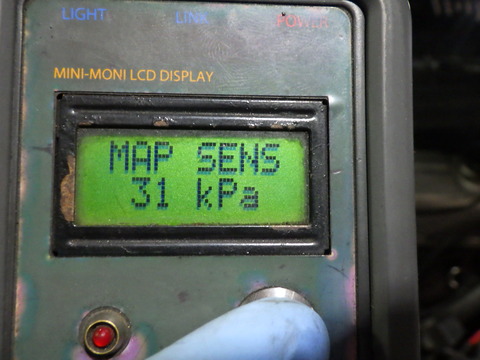 LIGHT LINK POWER
MINI-MONI LCD DISPLAY
MAP SENS
31 kPa